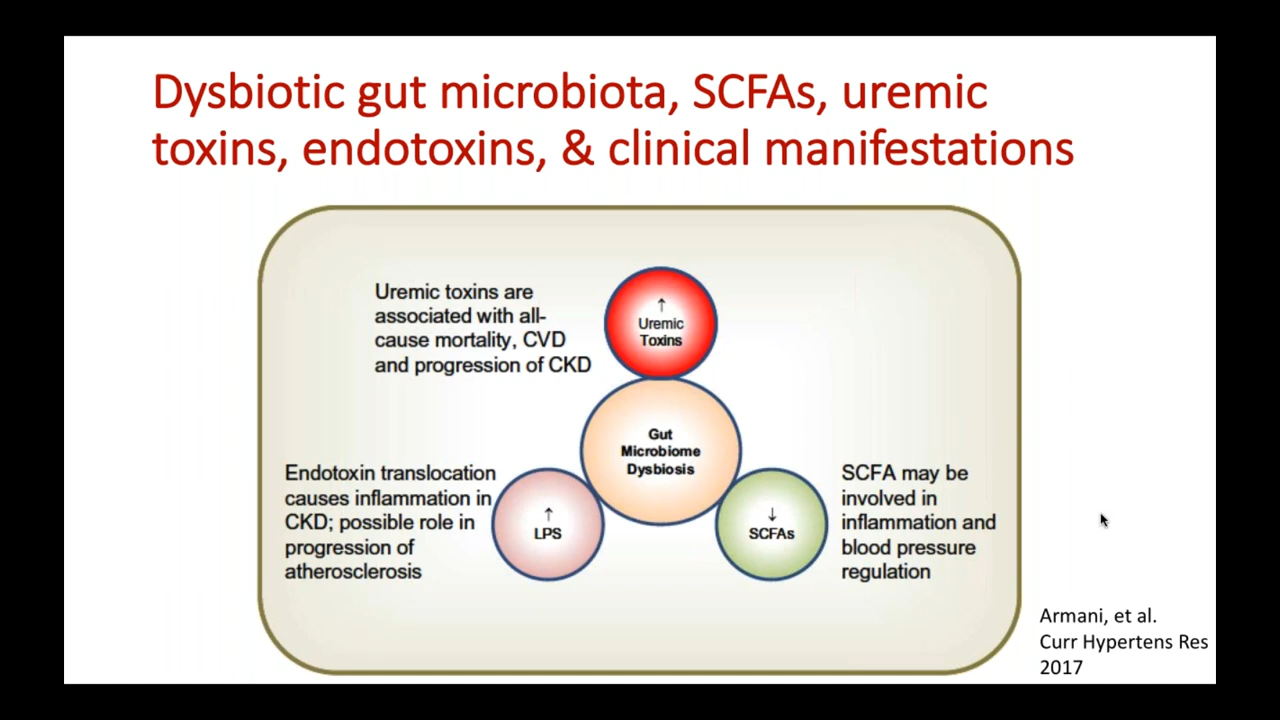 Dysbiotic gut microbiota, SCFAs, uremic
toxins, endotoxins, & clinical manifestations
Uremic toxins are
associated with all-
cause mortality, CVD
and progression of CKD
↑
Uremic
Toxins
Gut
Microbiome
Dysbiosis
Endotoxin translocation
causes inflammation in
CKD; possible role in
progression of
atherosclerosis
↑
LPS
↓
SCFAs
SCFA may be
involved in
inflammation and
blood pressure
regulation
Armani, et al.
Curr Hypertens Res
2017